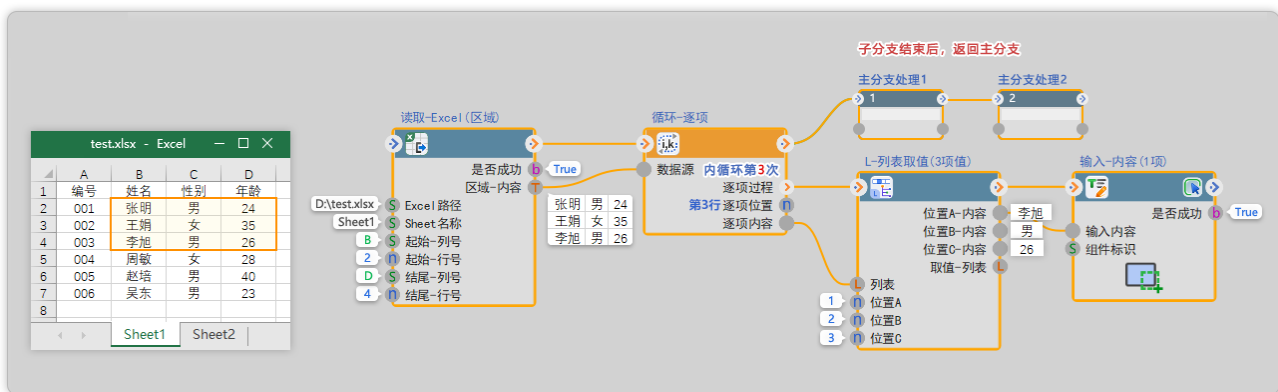 子分支结束后，返回主分支
主分支处理1
主分支处理2
1
2
test.xlsx - Excel
A B C D
1 编号 姓名 性别 年龄
2 001 张明 男 24
3 002 王娟 女 35
4 003 李旭 男 26
5 004 周敏 女 28
6 005 赵培 男 40
7 006 吴东 男 23
8
Sheet1 Sheet2
读取-Excel(区域)
是否成功 b True
区域-内容 T
D:\test.xlsx S Excel路径
Sheet1 S Sheet名称
B S 起始-列号
2 n 起始-行号
D S 结尾-列号
4 n 结尾-行号
张明 男 24
王娟 女 35
李旭 男 26
循环-逐项
i,k:
数据源 内循环第3次
逐项过程
第3行 逐项位置 n
逐项内容
L-列表取值(3项值)
位置A-内容 李旭
位置B-内容 男
位置C-内容 26
取值-列表 L
L 列表
1 n 位置A
2 n 位置B
3 n 位置C
输入-内容(1项)
是否成功 b True
输入内容
S 组件标识